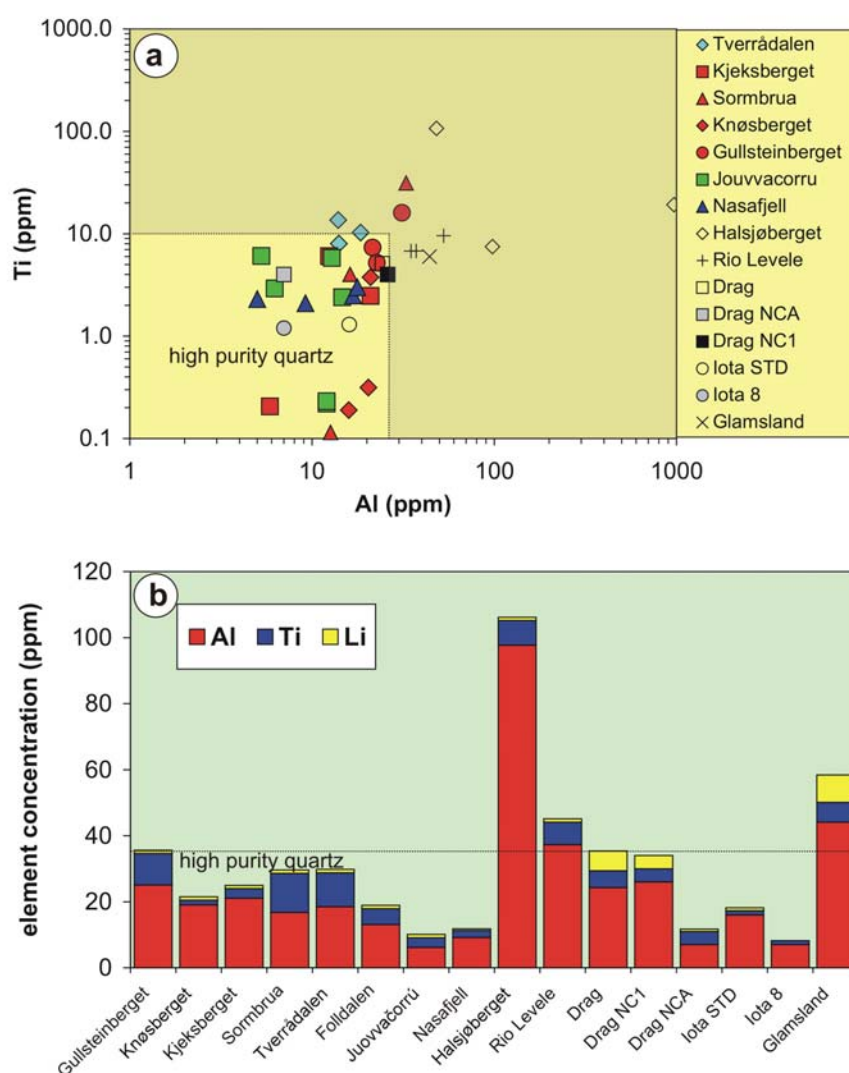 a
1000.0
100.0
10.0
1.0
0.1
Ti (ppm)
high purity quartz
1
10
100
1000
Al (ppm)
Tverrådalen
Kjeksberget
Sormbrua
Knøsberget
Gullsteinberget
Jouvvacorru
Nasafjell
Halsjøberget
Rio Levele
Drag
Drag NCA
Drag NC1
Iota STD
Iota 8
Glamsland
b
120
100
80
60
40
20
0
element concentration (ppm)
Al Ti Li
high purity quartz
Gullsteinberget
Knøsberget
Kjeksberget
Sormbrua
Tverrådalen
Folldalen
Juovvačorrú
Nasafjell
Halsjøberget
Rio Levele
Drag
Drag NC1
Drag NCA
Iota STD
Iota 8
Glamsland